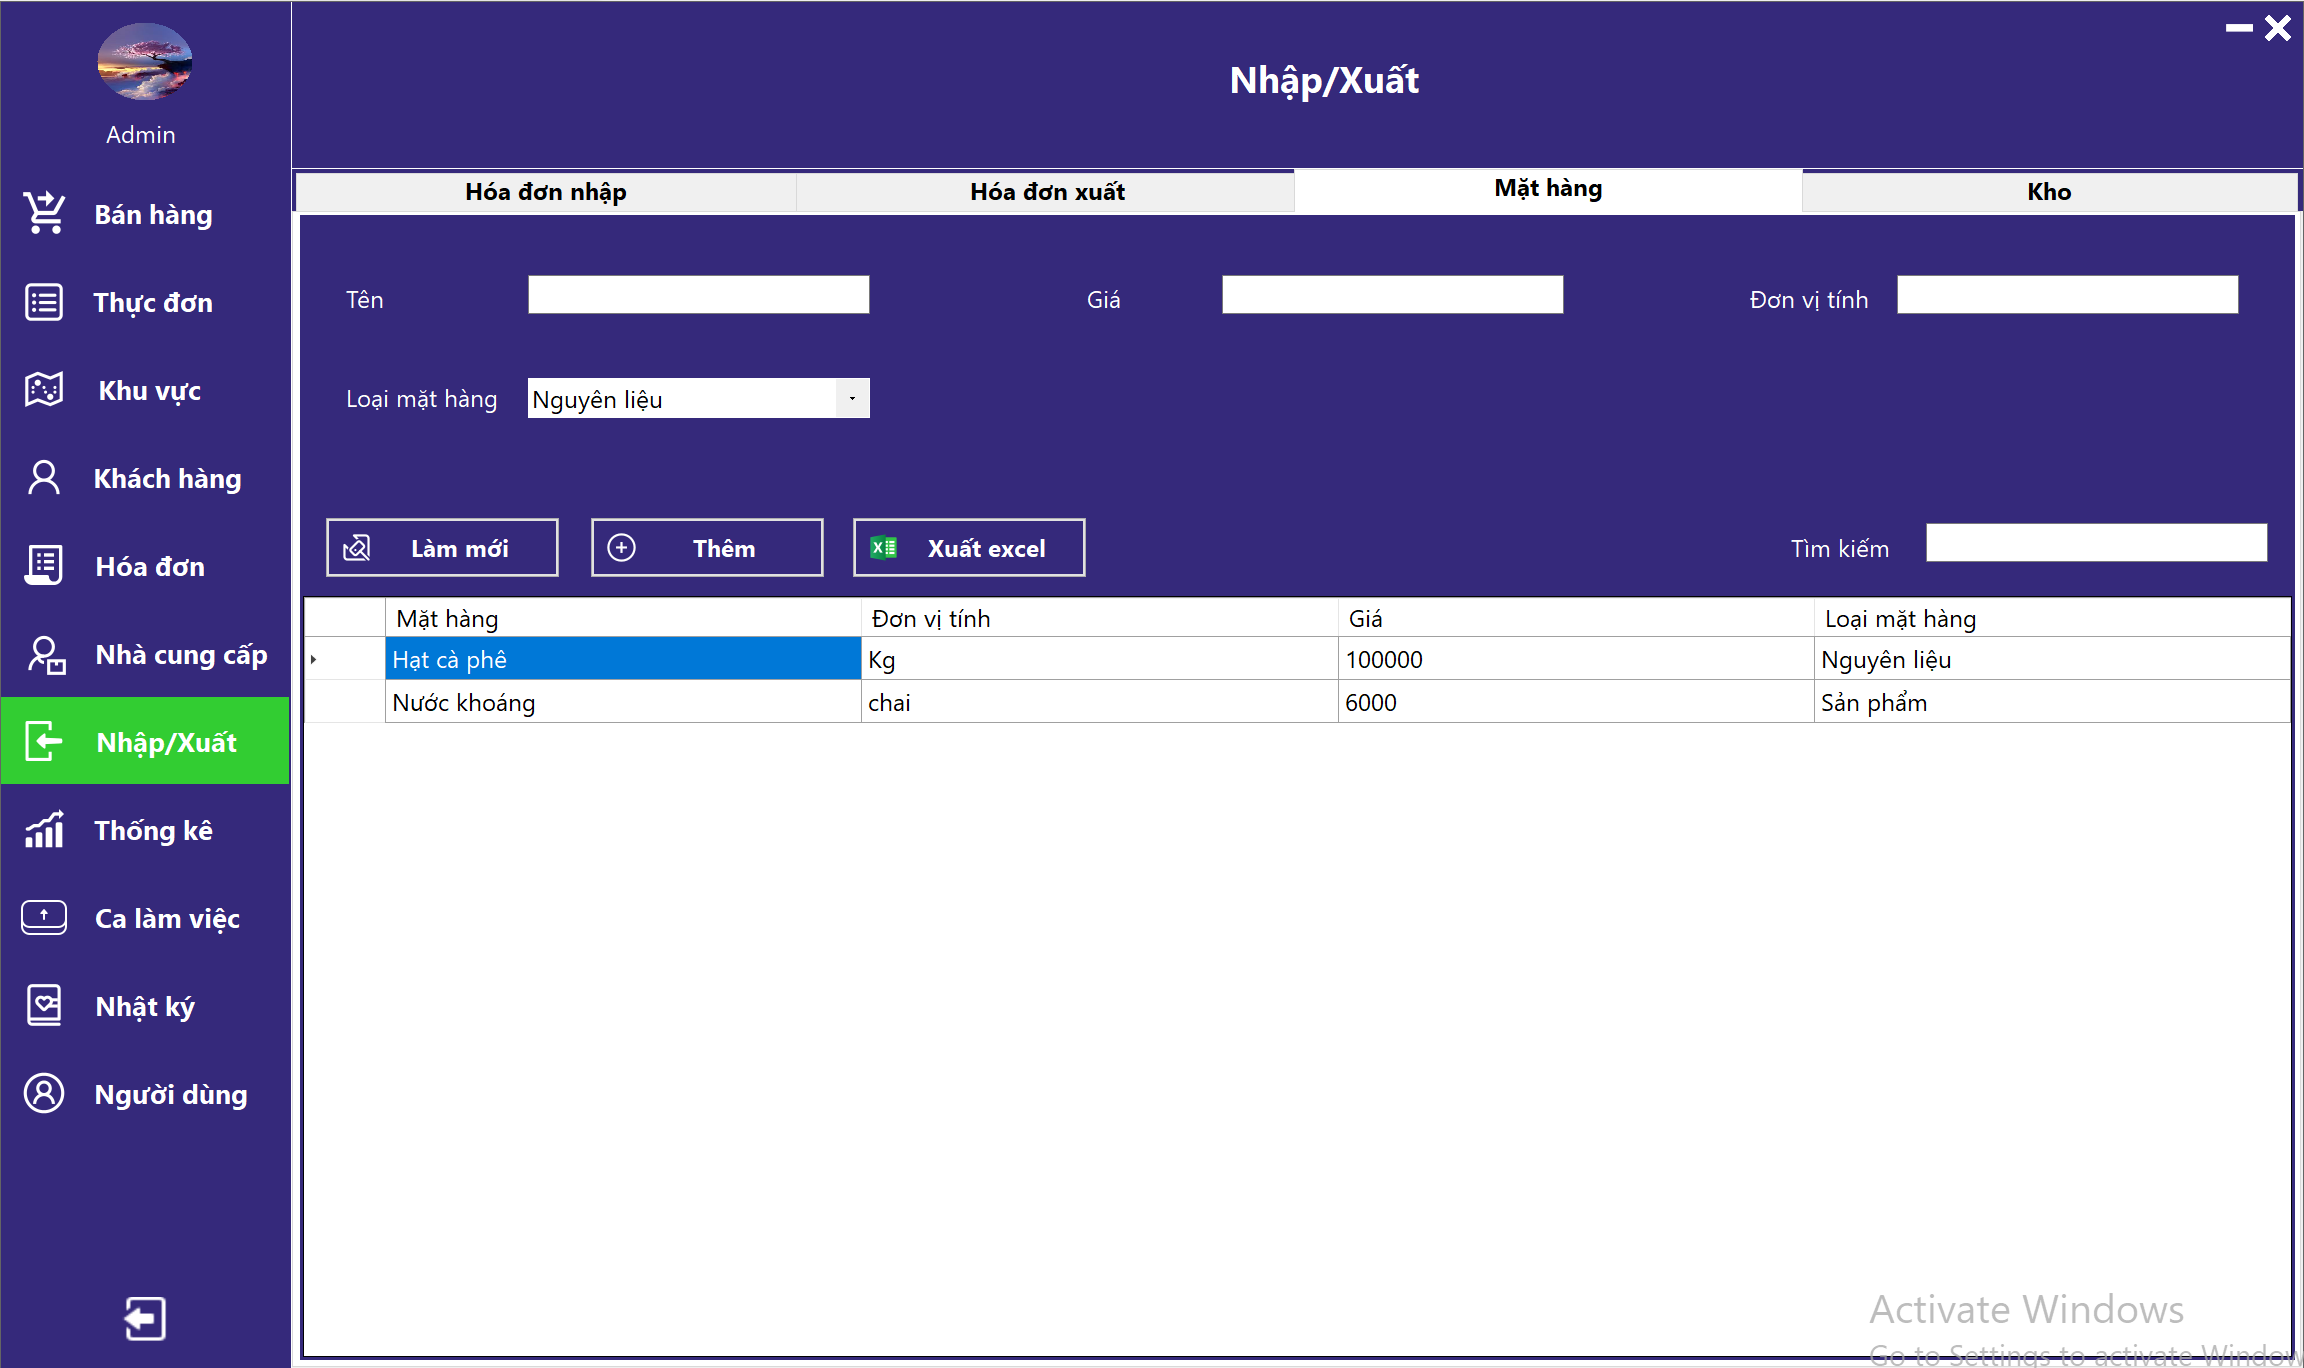 Admin
Bán hàng
Thực đơn
Khu vực
Khách hàng
Hóa đơn
Nhà cung cấp
Nhập/Xuất
Thống kê
Ca làm việc
Nhật ký
Người dùng
Nhập/Xuất
Hóa đơn nhập Hóa đơn xuất Mặt hàng Kho
Tên Giá Đơn vị tính
Loại mặt hàng Nguyên liệu
Làm mới Thêm Xuất excel Tìm kiếm
Mặt hàng Đơn vị tính Giá Loại mặt hàng
Hạt cà phê Kg 100000 Nguyên liệu
Nước khoáng chai 6000 Sản phẩm
Activate Windows
Go to Settings to activate Window